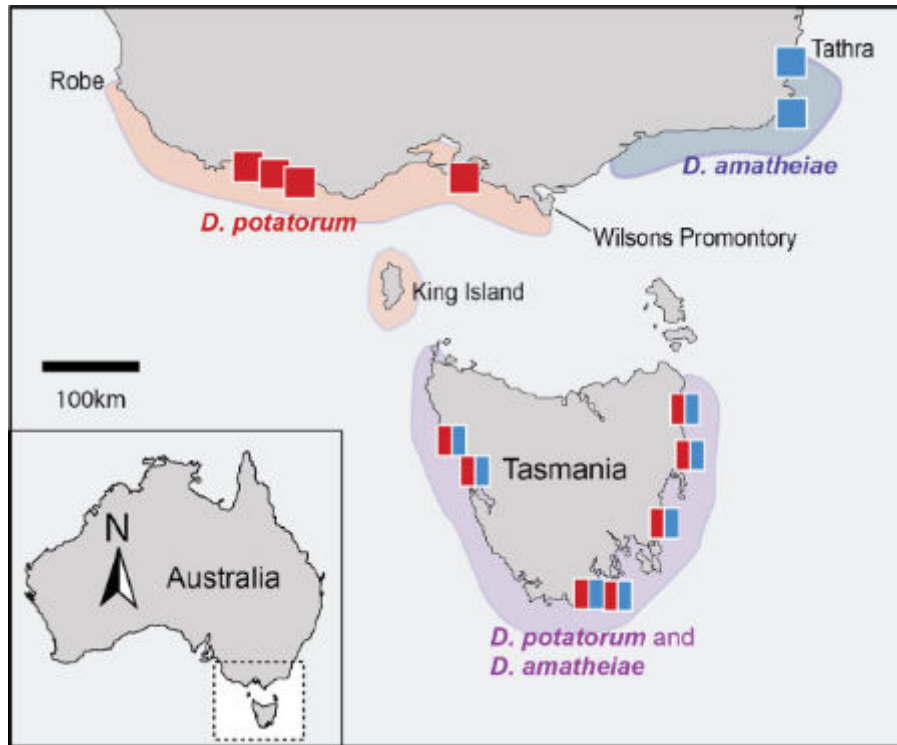 Tathra
Robe
D. amatheiae
D. potatorum
Wilsons Promontory
King Island
100km
Tasmania
N
Australia
D. potatorum and
D. amatheiae